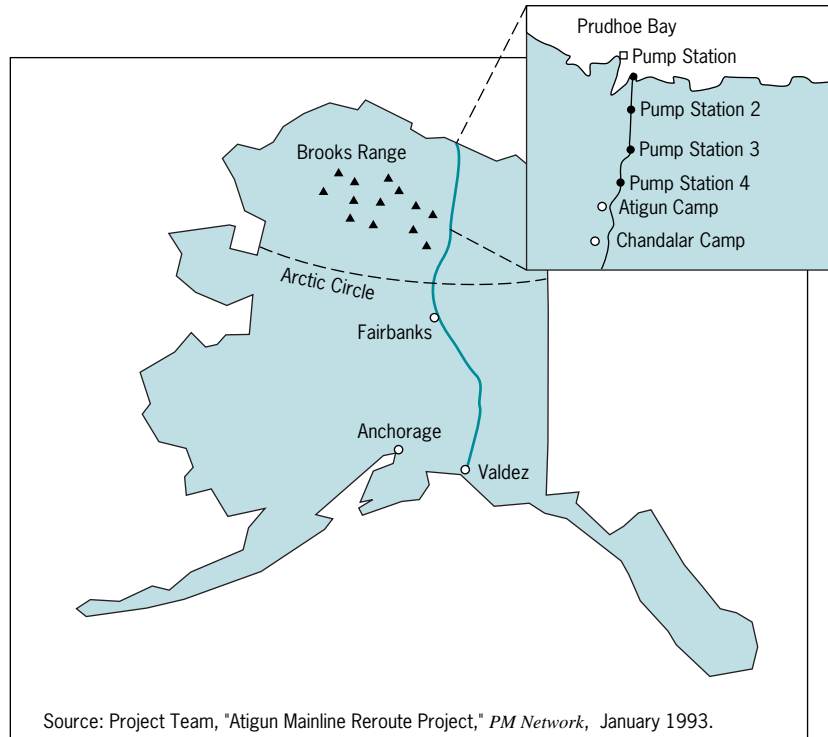 Prudhoe Bay
Pump Station
Pump Station 2
Pump Station 3
Pump Station 4
Atigun Camp
Chandalar Camp
Brooks Range
Arctic Circle
Fairbanks
Anchorage
Valdez
Source: Project Team, "Atigun Mainline Reroute Project," PM Network, January 1993.